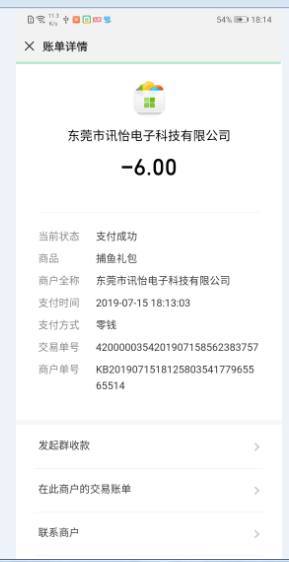 11.3
K/s
54% 18:14
账单详情
东莞市讯怡电子科技有限公司
-6.00
当前状态 支付成功
商品 捕鱼礼包
商户全称 东莞市讯怡电子科技有限公司
支付时间 2019-07-15 18:13:03
支付方式 零钱
交易单号 4200000354201907158562383757
商户单号 KB2019071518125803541779655
65514
发起群收款
在此商户的交易账单
联系商户